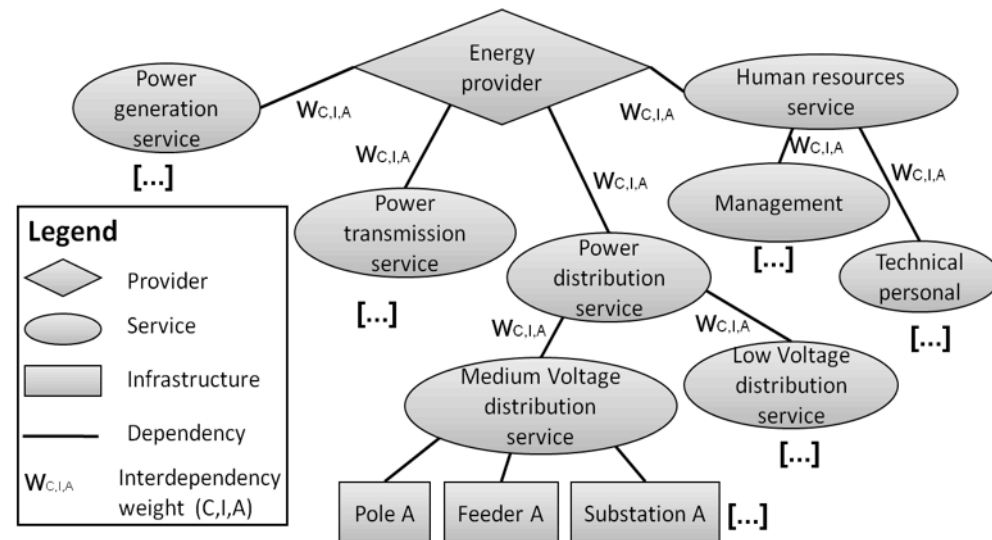 Energy
provider
Power
generation
service
[...]
Human resources
service
W C,I,A
W C,I,A
W C,I,A
W C,I,A
W C,I,A
W C,I,A
Power
transmission
service
[...]
Management
[...]
Technical
personal
[...]
Power
distribution
service
W C,I,A
W C,I,A
Medium Voltage
distribution
service
Low Voltage
distribution
service
[...]
Pole A
Feeder A
Substation A
[...]
Legend
Provider
Service
Infrastructure
Dependency
W C,I,A
Interdependency
weight (C,I,A)